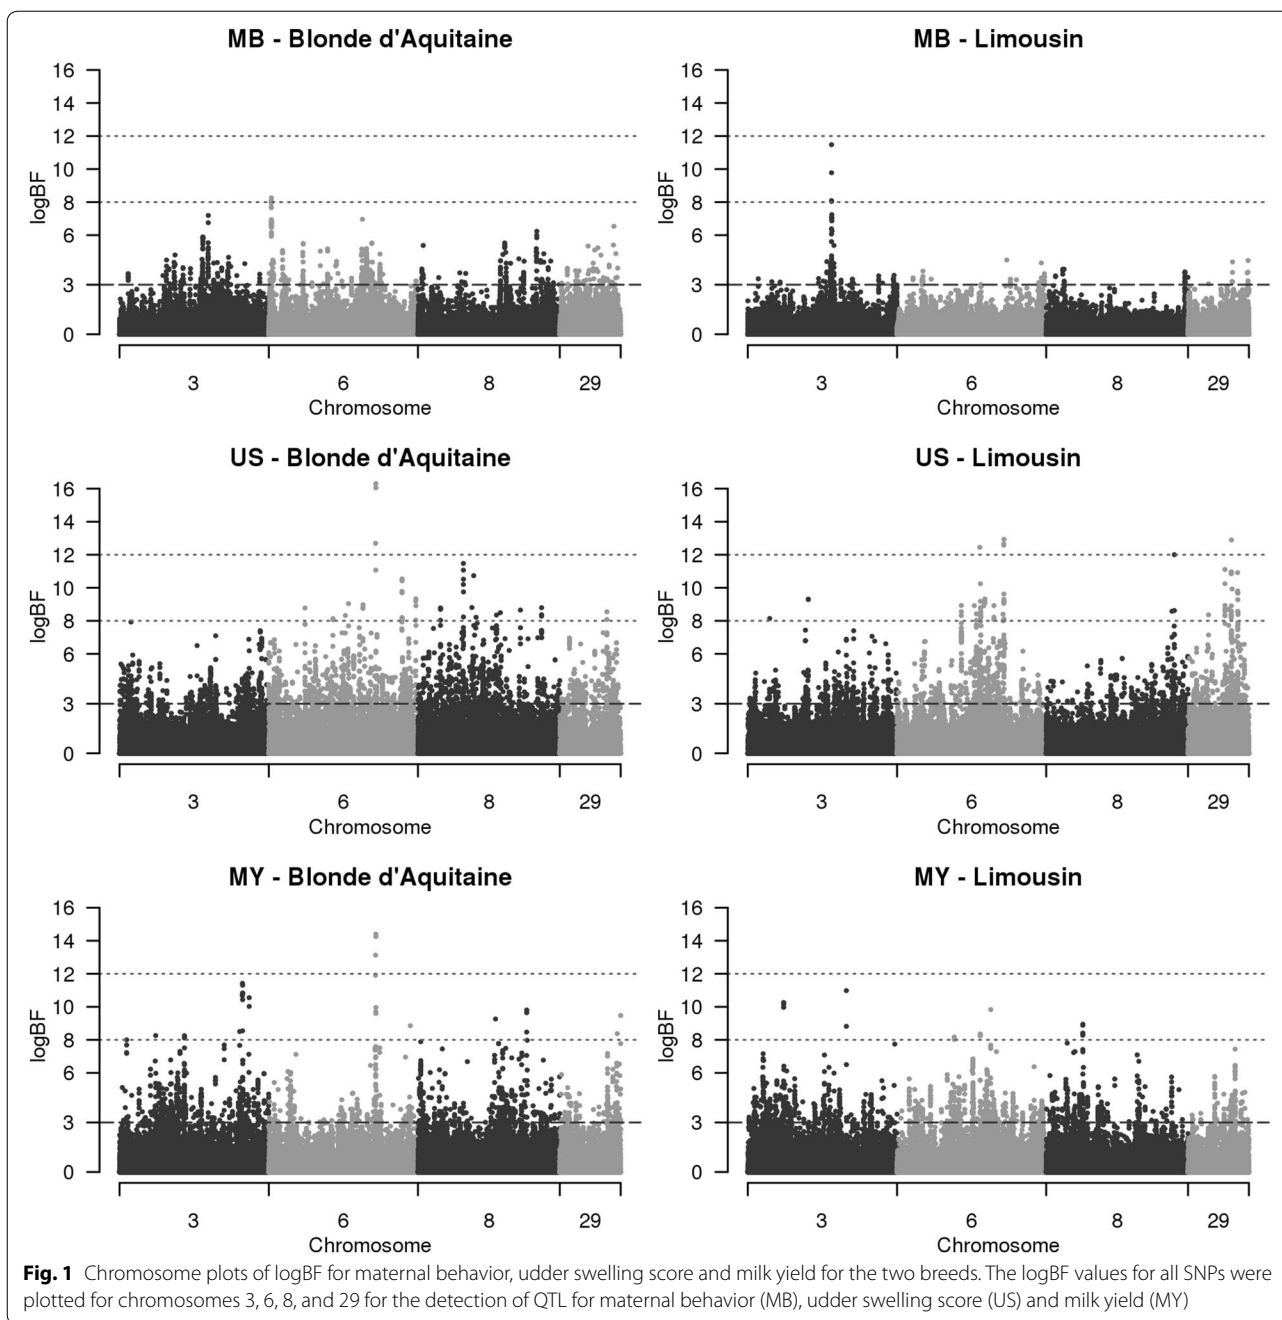 MB - Blonde d'Aquitaine
16
14
12
10
8
6
3
0
logBF
3 6 8 29
Chromosome
MB - Limousin
16
14
12
10
8
6
3
0
logBF
3 6 8 29
Chromosome
US - Blonde d'Aquitaine
16
14
12
10
8
6
3
0
logBF
3 6 8 29
Chromosome
US - Limousin
16
14
12
10
8
6
3
0
logBF
3 6 8 29
Chromosome
MY - Blonde d'Aquitaine
16
14
12
10
8
6
3
0
logBF
3 6 8 29
Chromosome
MY - Limousin
16
14
12
10
8
6
3
0
logBF
3 6 8 29
Chromosome
Fig. 1 Chromosome plots of logBF for maternal behavior, udder swelling score and milk yield for the two breeds. The logBF values for all SNPs were
plotted for chromosomes 3, 6, 8, and 29 for the detection of QTL for maternal behavior (MB), udder swelling score (US) and milk yield (MY)